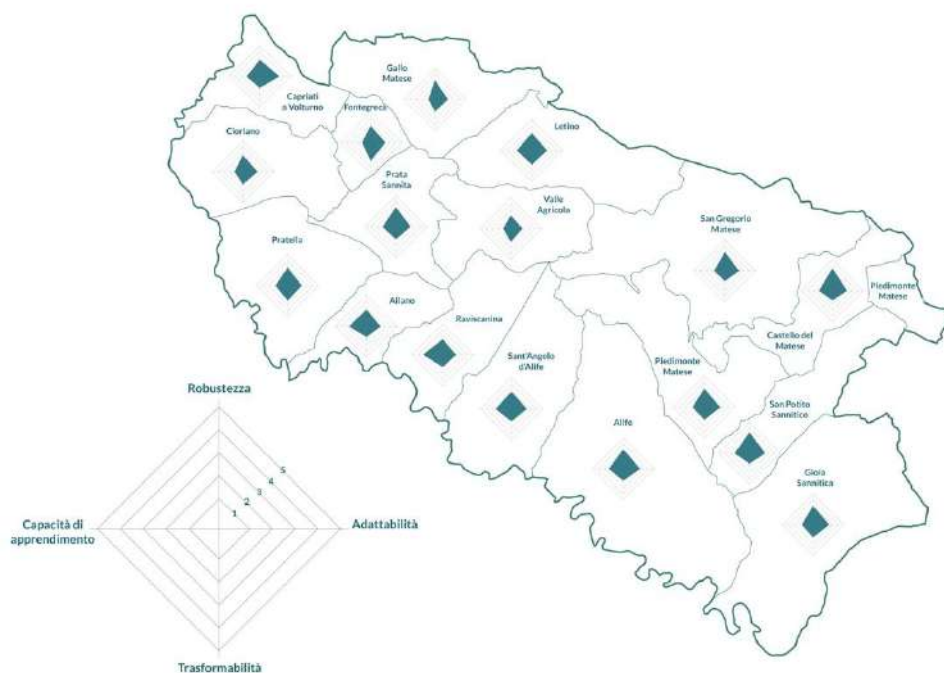 Gallo
Matese
Capriati
a Volturno
Fontegreca
Ciorlano
Letino
Prata
Sannita
Valle
Agricola
San Gregorio
Matese
Pratella
Piedimonte
Matese
Ailano
Raviscanina
Castello del
Matese
Sant'Angelo
d'Alife
Piedimonte
Matese
San Potito
Sannitico
Alife
Gioia
Sannitica
Robustezza
5
4
3
2
1
Capacità di
apprendimento
Adattabilità
Trasformabilità